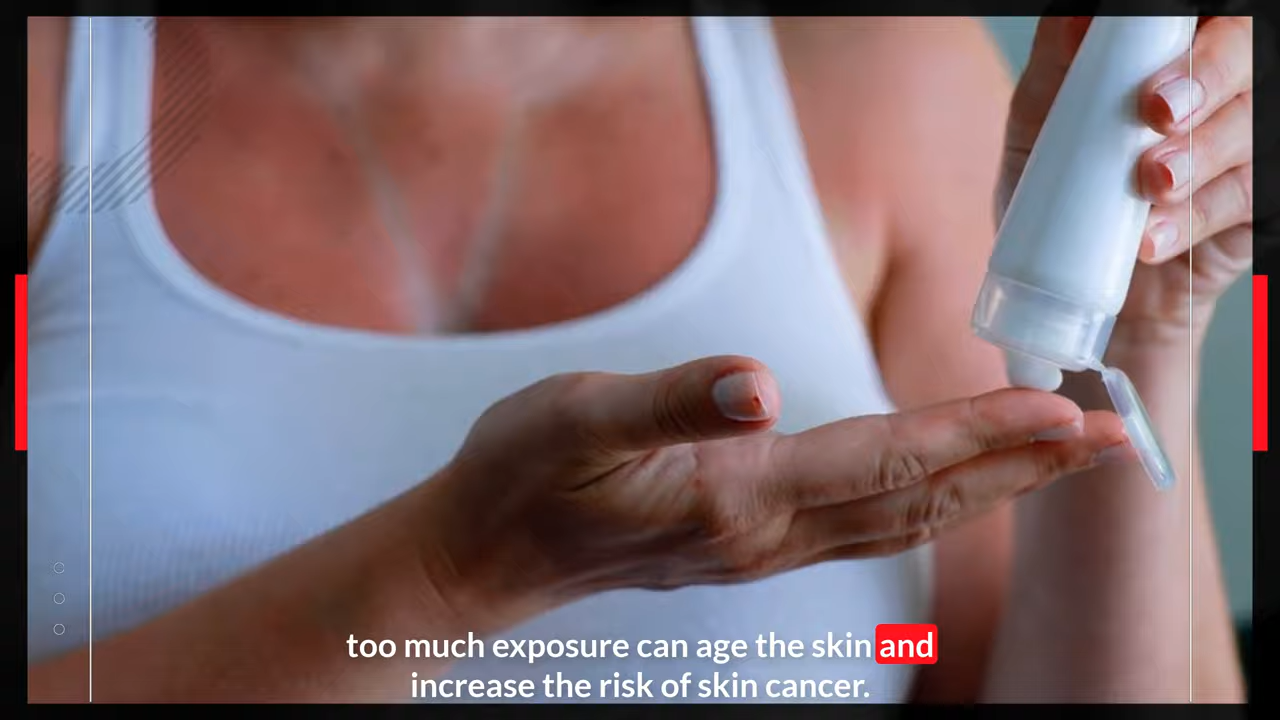 too much exposure can age the skin and
increase the risk of skin cancer.